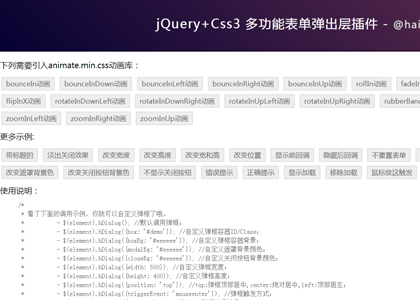 jQuery+Css3 多功能表单弹出层插件 - @hai
下列需要引入animate.min.css动画库：
bounceIn动画 bounceInDown动画 bounceInLeft动画 bounceInRight动画 bounceInUp动画 rollIn动画 fadeIn
flipInX动画 rotateInDownLeft动画 rotateInDownRight动画 rotateInUpLeft动画 rotateInUpRight动画 rubberBand
zoomInLeft动画 zoomInRight动画 zoomInUp动画
更多示例:
带标题的 淡出关闭效果 改变宽度 改变高度 改变宽和高 改变位置 显示前回调 隐藏后回调 不重置表单
改变遮罩背景色 改变关闭按钮背景色 不显示关闭按钮 错误提示 正确提示 显示加载 移除加载 鼠标放这触发
使用说明：
/*
* 看了下面的调用示例，你就可以自定义弹框了哦。
* - $(element).hDialog(); //默认调用弹框;
* - $(element).hDialog({box: '#demo'}); //自定义弹框容器ID/Class;
* - $(element).hDialog({boxBg: '#eeeeee'}); //自定义弹框容器背景;
* - $(element).hDialog({modalBg: '#eeeeee'}); //自定义遮罩背景颜色;
* - $(element).hDialog({closeBg: '#eeeeee'}); //自定义关闭按钮背景颜色;
* - $(element).hDialog({width: 500}); //自定义弹框宽度;
* - $(element).hDialog({height: 400}); //自定义弹框高度;
* - $(element).hDialog({position: 'top'}); //top:弹框顶部居中,center:绝对居中,left:顶部居左;
* - $(element).hDialog({triggerEvent: 'mouseenter'}); //弹框触发方式;